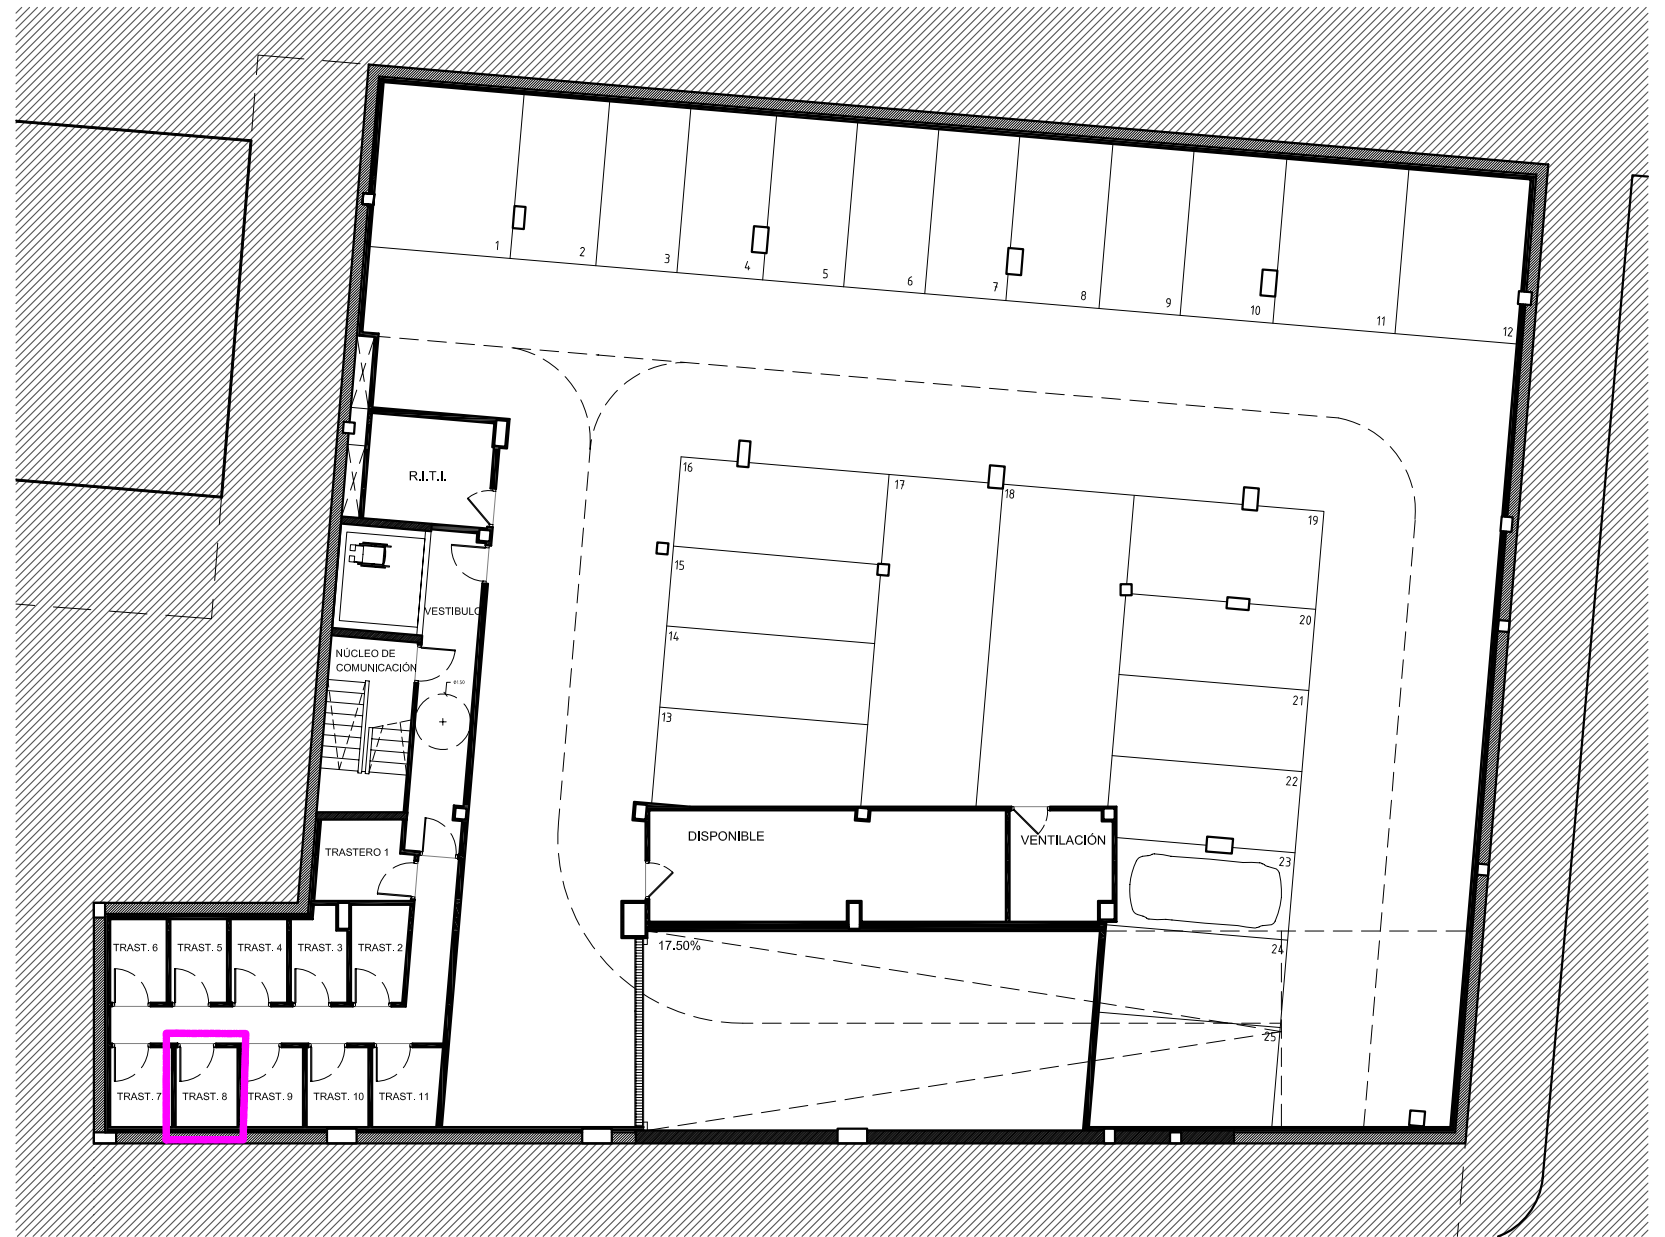 1
2
3
4
5
6
7
8
9
10
11
12
16
17
18
19
R.I.T.I.
15
20
VESTIBULO
14
NÚCLEO DE
COMUNICACIÓN
Ø1.50
21
13
22
DISPONIBLE
VENTILACIÓN
TRASTERO 1
23
TRAST. 6
TRAST. 5
TRAST. 4
TRAST. 3
TRAST. 2
17.50%
24
25
TRAST. 7
TRAST. 8
TRAST. 9
TRAST. 10
TRAST. 11